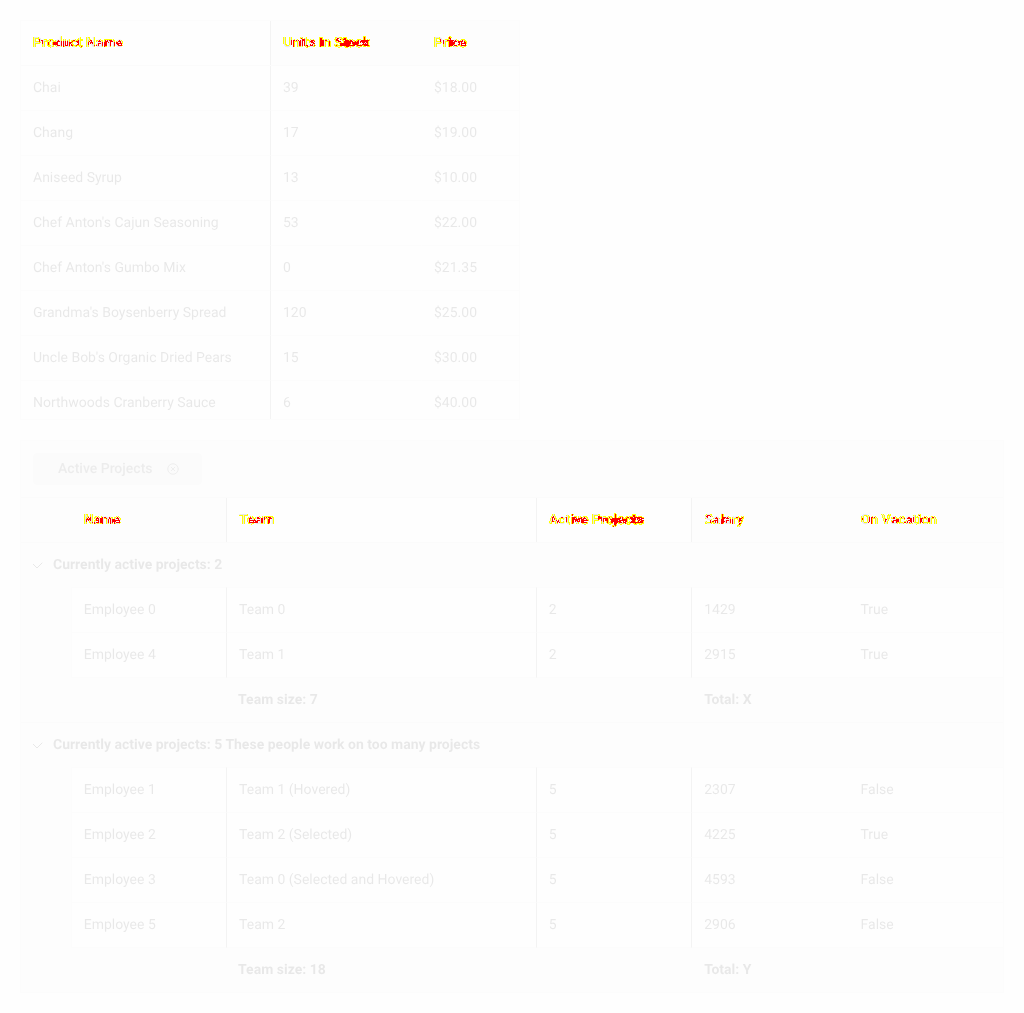 Product Name Units In Stock Price
Chai 39 $18.00
Chang 17 $19.00
Aniseed Syrup 13 $10.00
Chef Anton's Cajun Seasoning 53 $22.00
Chef Anton's Gumbo Mix 0 $21.35
Grandma's Boysenberry Spread 120 $25.00
Uncle Bob's Organic Dried Pears 15 $30.00
Northwoods Cranberry Sauce 6 $40.00
Active Projects
Name Team Active Projects Salary On Vacation
Currently active projects: 2
Employee 0 Team 0 2 1429 True
Employee 4 Team 1 2 2915 True
Team size: 7 Total: X
Currently active projects: 5 These people work on too many projects
Employee 1 Team 1 (Hovered) 5 2307 False
Employee 2 Team 2 (Selected) 5 4225 True
Employee 3 Team 0 (Selected and Hovered) 5 4593 False
Employee 5 Team 2 5 2906 False
Team size: 18 Total: Y